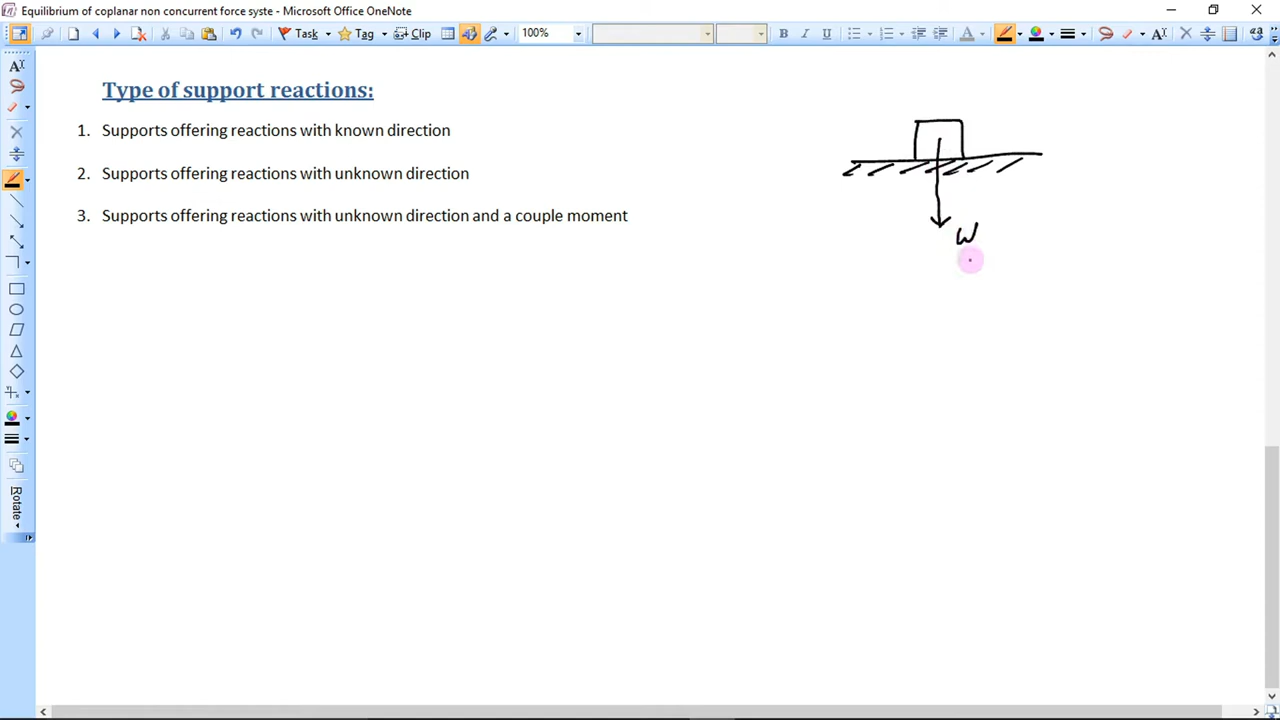 Equilibrium of coplanar non concurrent force syste - Microsoft Office OneNote
Task Tag Clip 100% B I U
Type of support reactions:
1. Supports offering reactions with known direction
2. Supports offering reactions with unknown direction
3. Supports offering reactions with unknown direction and a couple moment
W
Rotate